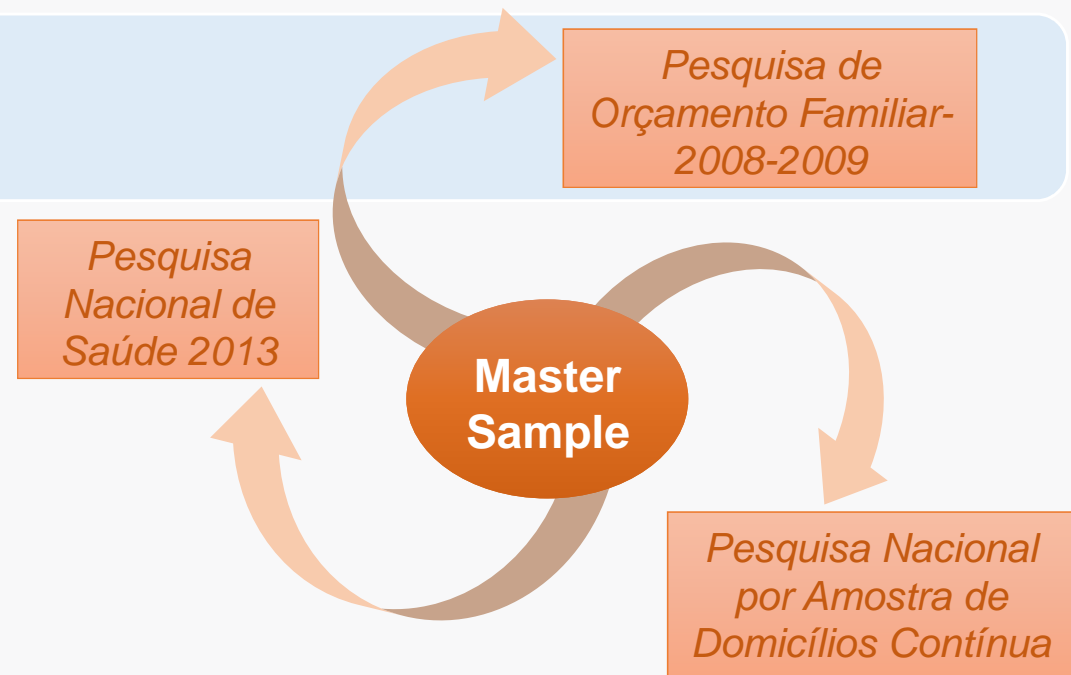 Pesquisa de
Orçamento Familiar-
2008-2009
Pesquisa
Nacional de
Saúde 2013
Master
Sample
Pesquisa Nacional
por Amostra de
Domicílios Contínua